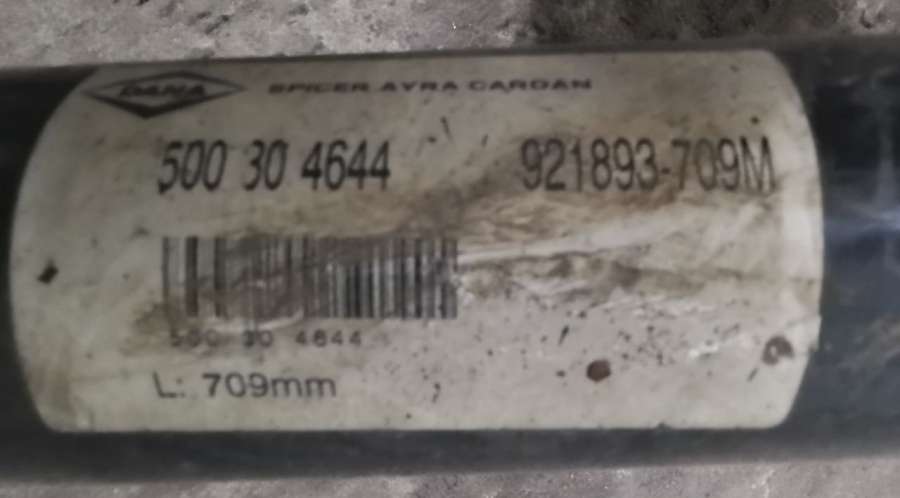 DANA SPICER AYRA CARDAN
500 30 4644 921893-709M
500 30 4644
L: 709mm